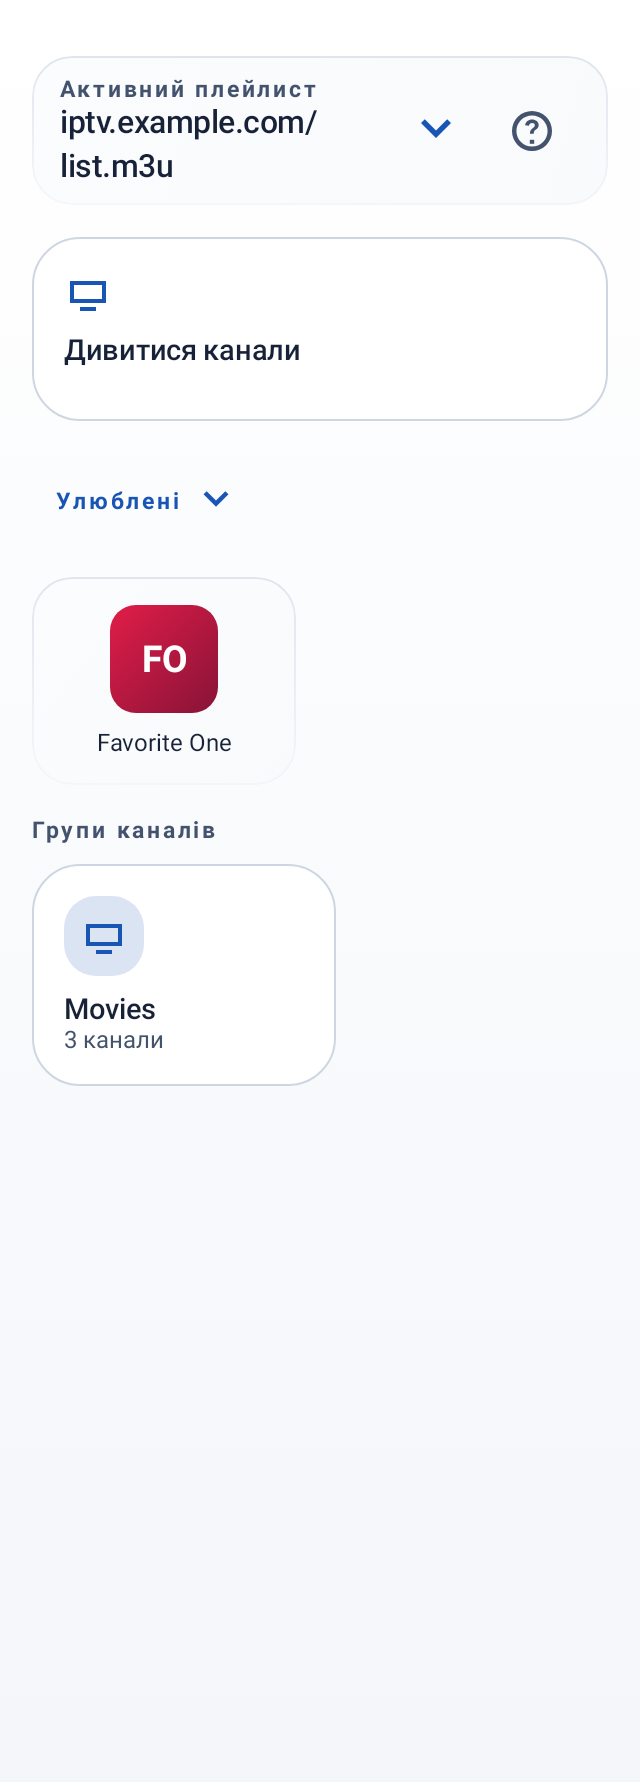 Активний плейлист
iptv.example.com/
list.m3u
Дивитися канали
Улюблені
FO
Favorite One
Групи каналів
Movies
3 канали